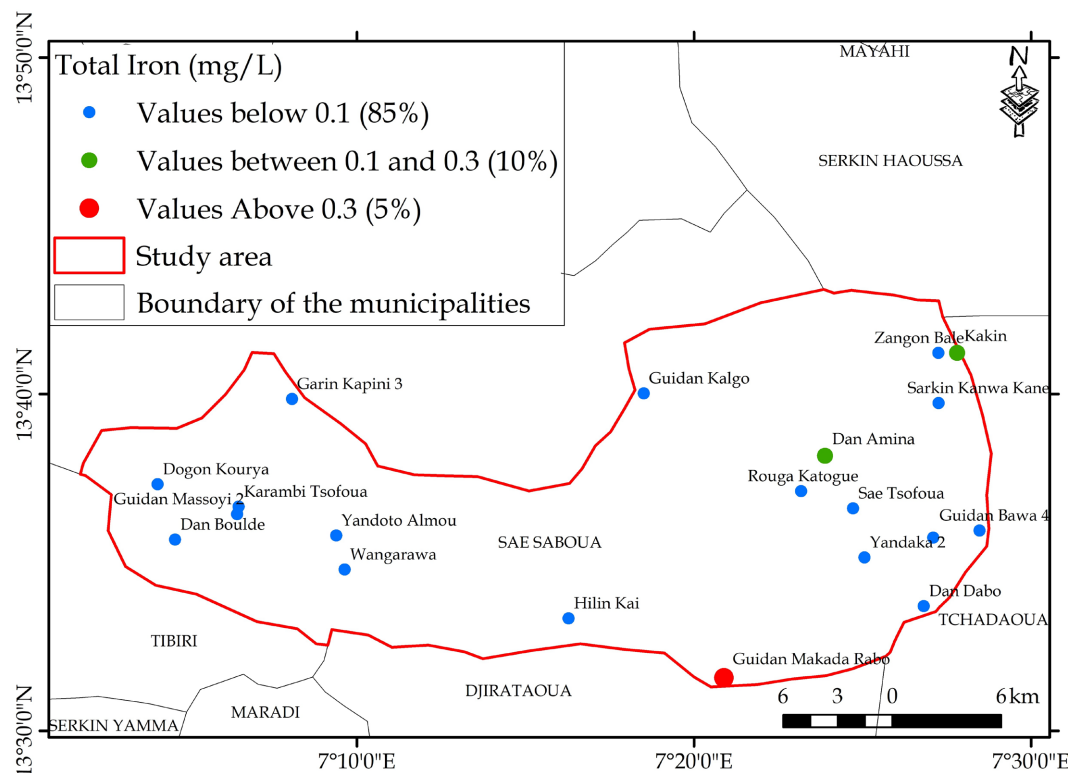 Total Iron (mg/L)
Values below 0.1 (85%)
Values between 0.1 and 0.3 (10%)
Values Above 0.3 (5%)
Study area
Boundary of the municipalities
MAYAHI
N
SERKIN HAOUSSA
13°50'0"N
13°40'0"N
13°30'0"N
Zangon Bale
Kakin
Garin Kapini 3
Guidan Kalgo
Sarkin Kanwa Kane
Dan Amina
Dogon Kourya
Rouga Katogue
Karambi Tsofoua
Guidan Massoyi 2
Sae Tsofoua
Dan Boulde
Yandoto Almou
Guidan Bawa 4
SAE SABOUA
Yandaka 2
Wangarawa
Dan Dabo
Hilin Kai
TCHADAOUA
TIBIRI
Guidan Makada Rabo
DJIRATAOUA
6 3 0 6 km
MARADI
SERKIN YAMMA
7°10'0"E 7°20'0"E 7°30'0"E